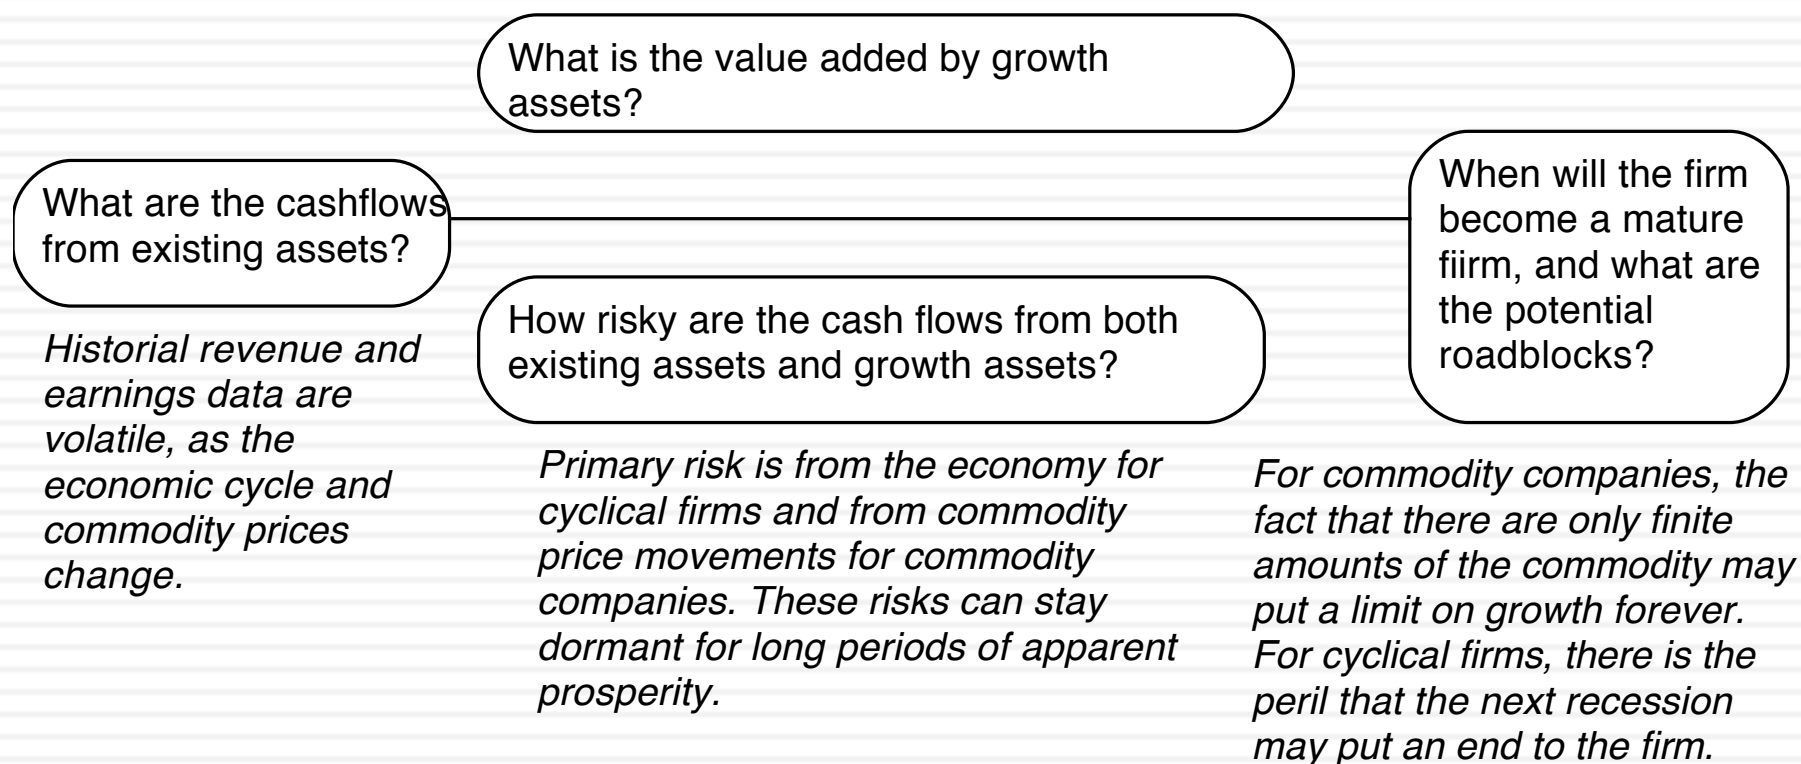 What is the value added by growth
assets?
What are the cashflows
from existing assets?
Historial revenue and
earnings data are
volatile, as the
economic cycle and
commodity prices
change.
How risky are the cash flows from both
existing assets and growth assets?
Primary risk is from the economy for
cyclical firms and from commodity
price movements for commodity
companies. These risks can stay
dormant for long periods of apparent
prosperity.
When will the firm
become a mature
fiirm, and what are
the potential
roadblocks?
For commodity companies, the
fact that there are only finite
amounts of the commodity may
put a limit on growth forever.
For cyclical firms, there is the
peril that the next recession
may put an end to the firm.